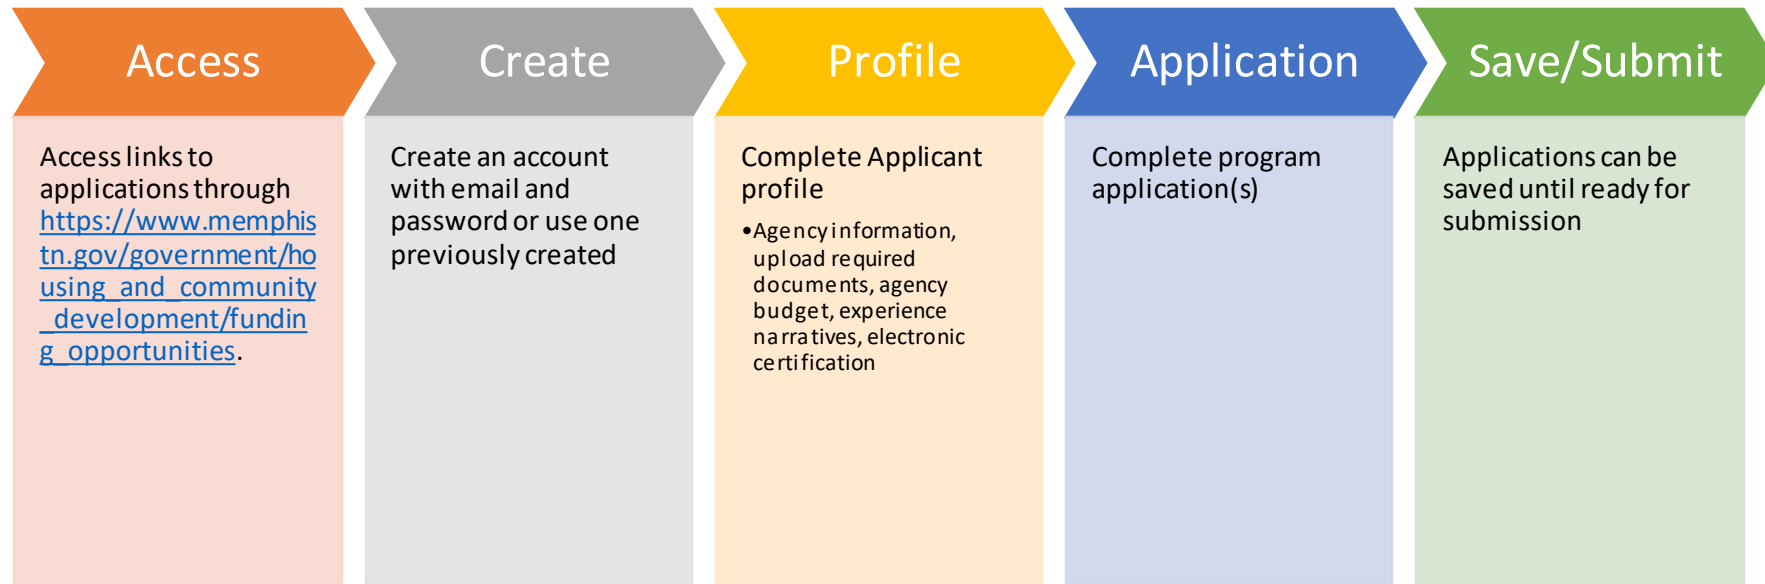 Access
Access links to
applications through
https://www.memphis
tn.gov/government/ho
using_and_community
_development/fundin
g_opportunities.
Create
Create an account
with email and
password or use one
previously created
Profile
Complete Applicant
profile
•Agency information,
upload required
documents, agency
budget, experience
narratives, electronic
certification
Application
Complete program
application(s)
Save/Submit
Applications can be
saved until ready for
submission